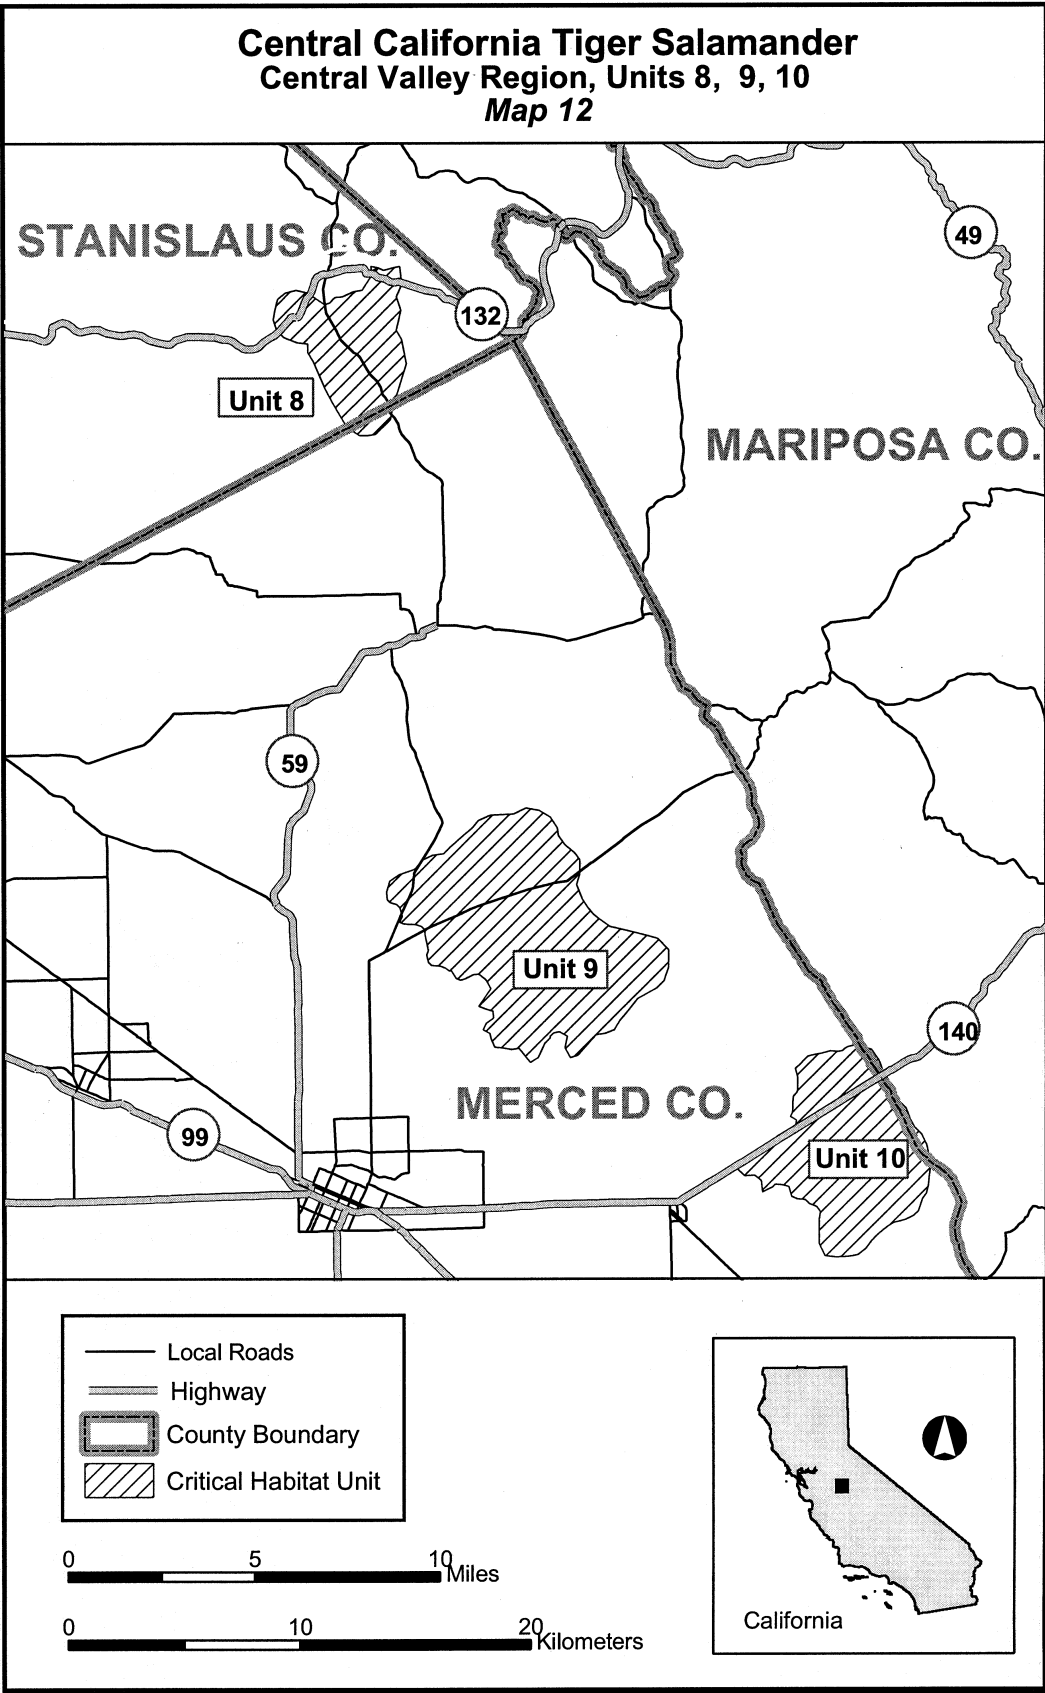 Central California Tiger Salamander
Central Valley Region, Units 8, 9, 10
Map 12
STANISLAUS CO.
49
132
Unit 8
MARIPOSA CO.
59
Unit 9
140
MERCED CO.
99
Unit 10
Local Roads
Highway
County Boundary
Critical Habitat Unit
0 5 10 Miles
0 10 20 Kilometers
California